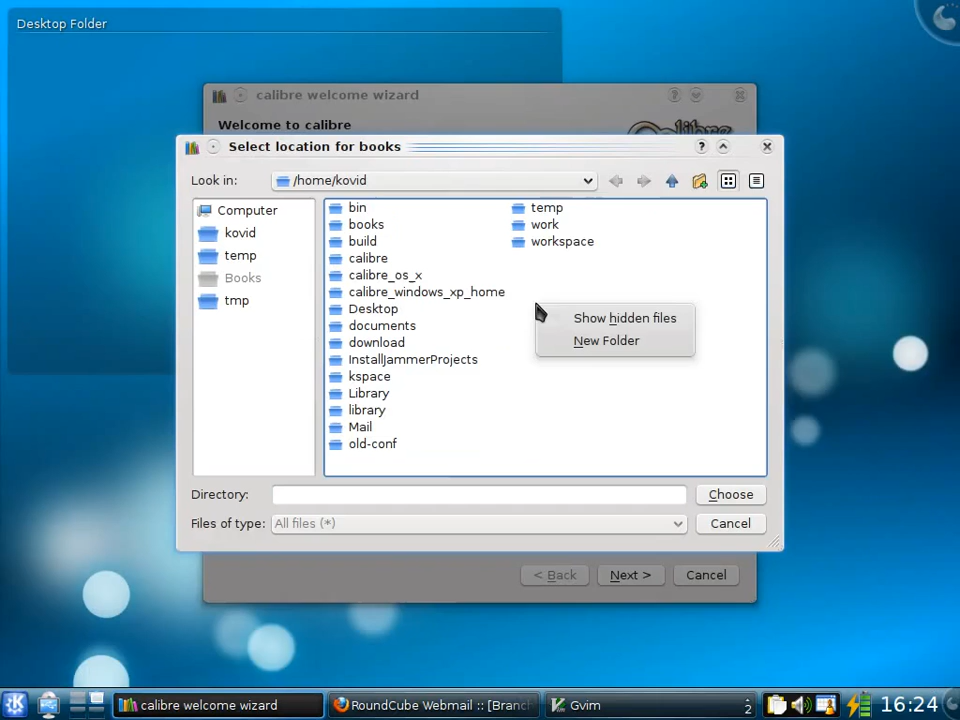 Desktop Folder
calibre welcome wizard
Welcome to calibre
Select location for books
Look in:
/home/kovid
Computer
kovid
temp
Books
tmp
bin
books
build
calibre
calibre_os_x
calibre_windows_xp_home
Desktop
documents
download
InstallJammerProjects
kspace
Library
library
Mail
old-conf
temp
work
workspace
Show hidden files
New Folder
Directory:
Choose
Files of type:
All files (*)
Cancel
< Back
Next >
Cancel
calibre welcome wizard
RoundCube Webmail :: [Branch
Gvim
2
16:24